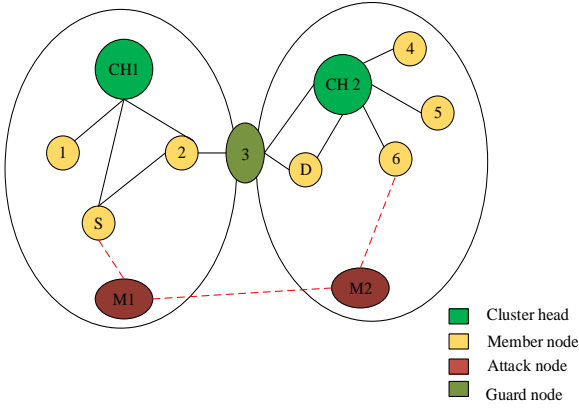 CH1
4
CH 2
5
1
2
3
D
6
S
M1
M2
Cluster head
Member node
Attack node
Guard node